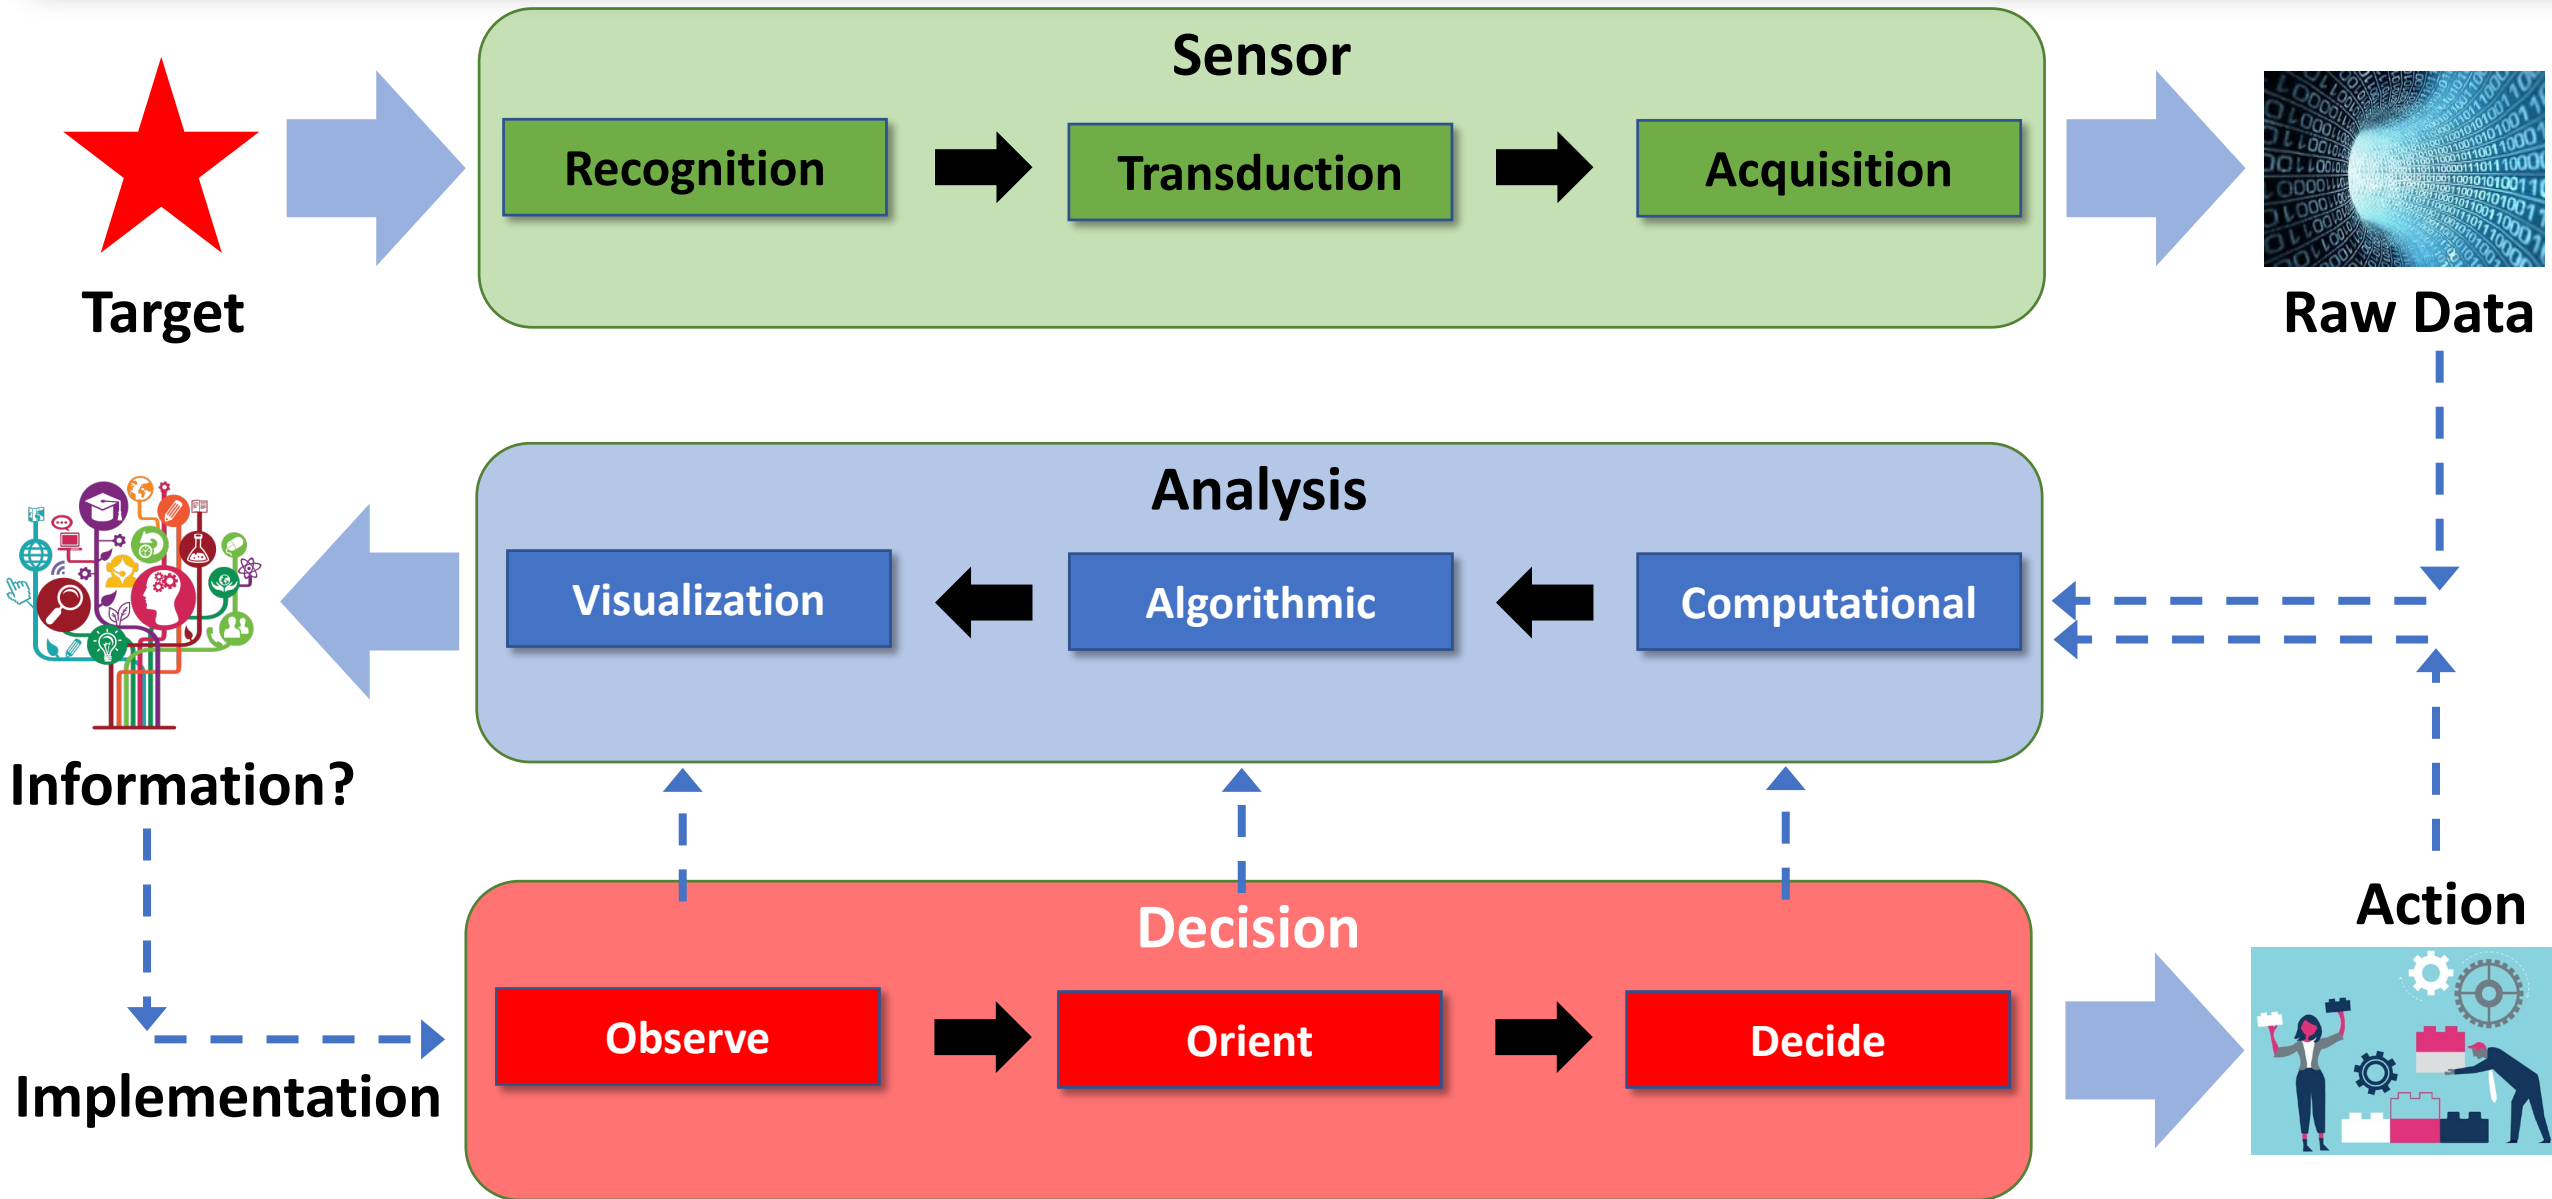 Sensor
Recognition
Transduction
Acquisition
Target
Raw Data
Analysis
Visualization
Algorithmic
Computational
Information?
Action
Decision
Observe
Orient
Decide
Implementation